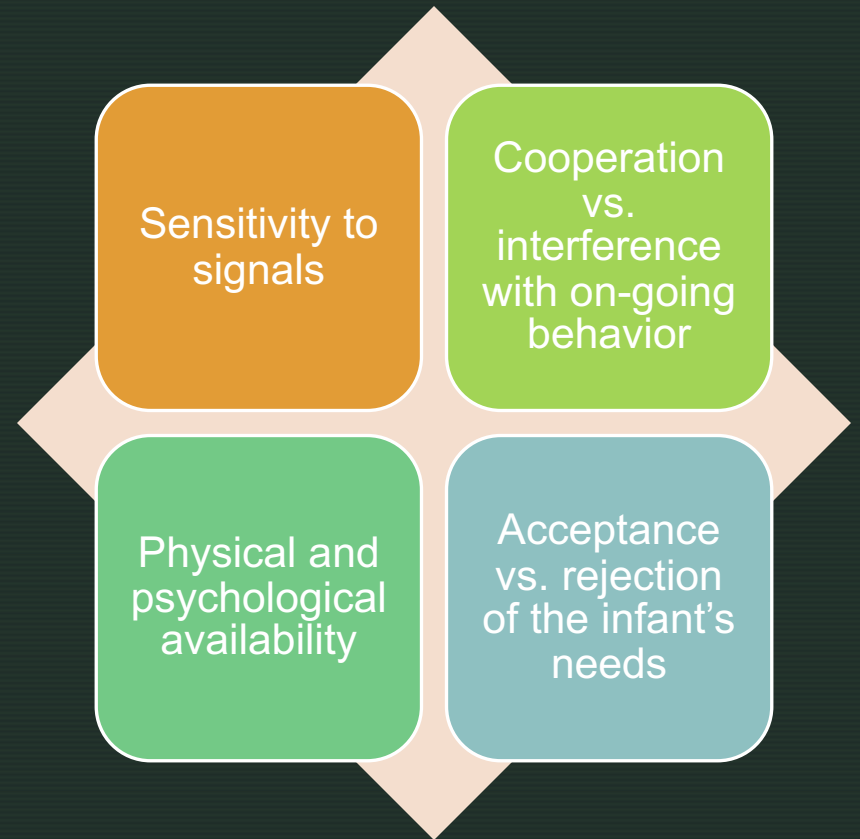 Sensitivity to
signals
Cooperation
vs.
interference
with on-going
behavior
Physical and
psychological
availability
Acceptance
vs. rejection
of the infant’s
needs